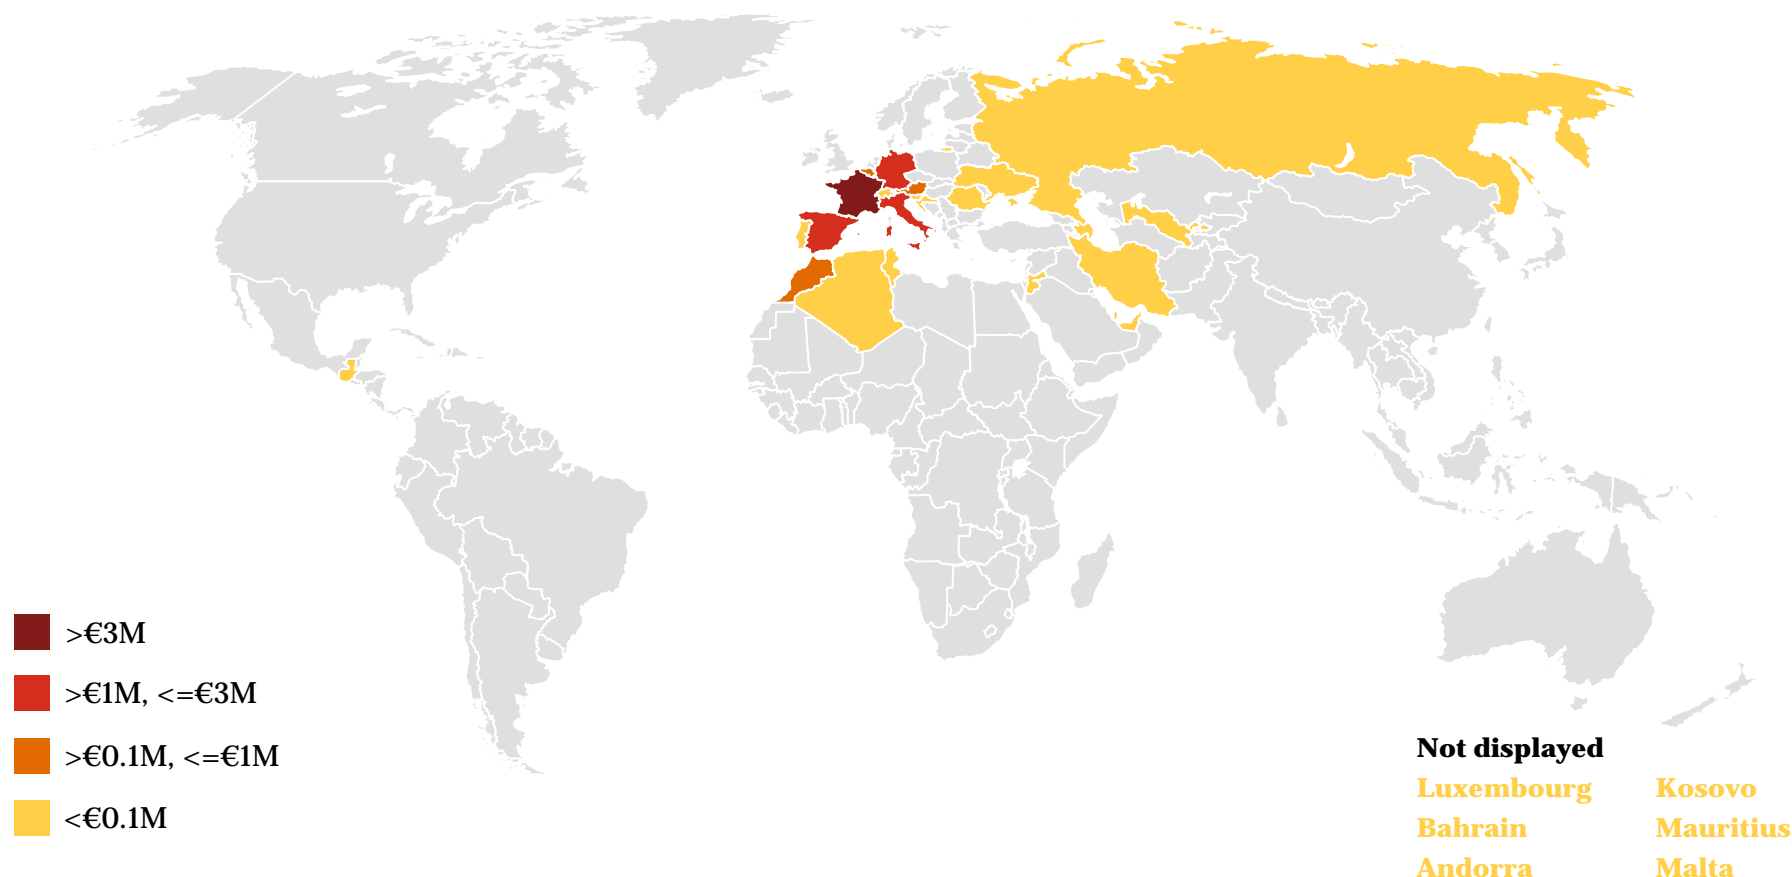 >€3M
>€1M, <=€3M
>€0.1M, <=€1M
<€0.1M
Not displayed
Luxembourg Kosovo
Bahrain Mauritius
Andorra Malta